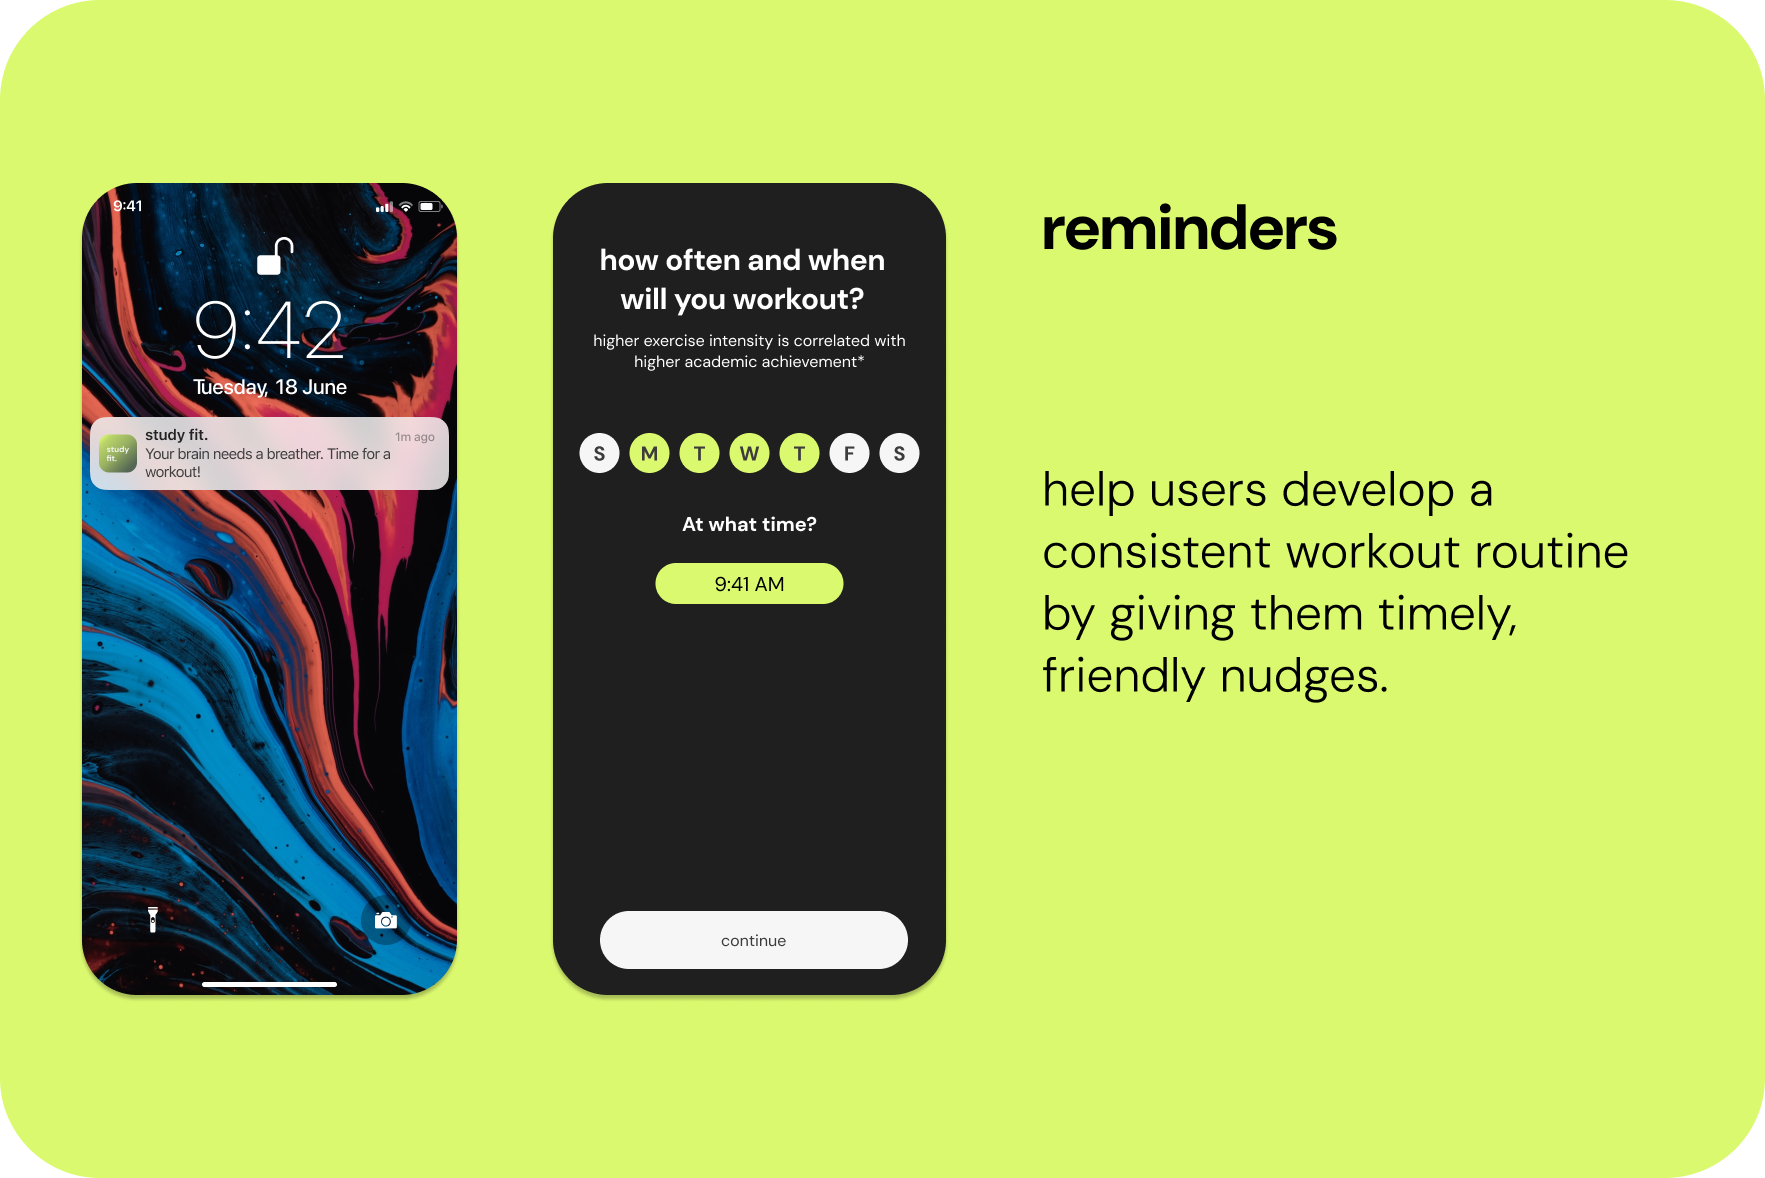 9:41
9:42
Tuesday, 18 June
study fit.
1m ago
study
fit.
Your brain needs a breather. Time for a
workout!
how often and when
will you workout?
higher exercise intensity is correlated with
higher academic achievement*
S M T W T F S
At what time?
9:41 AM
continue
reminders
help users develop a
consistent workout routine
by giving them timely,
friendly nudges.